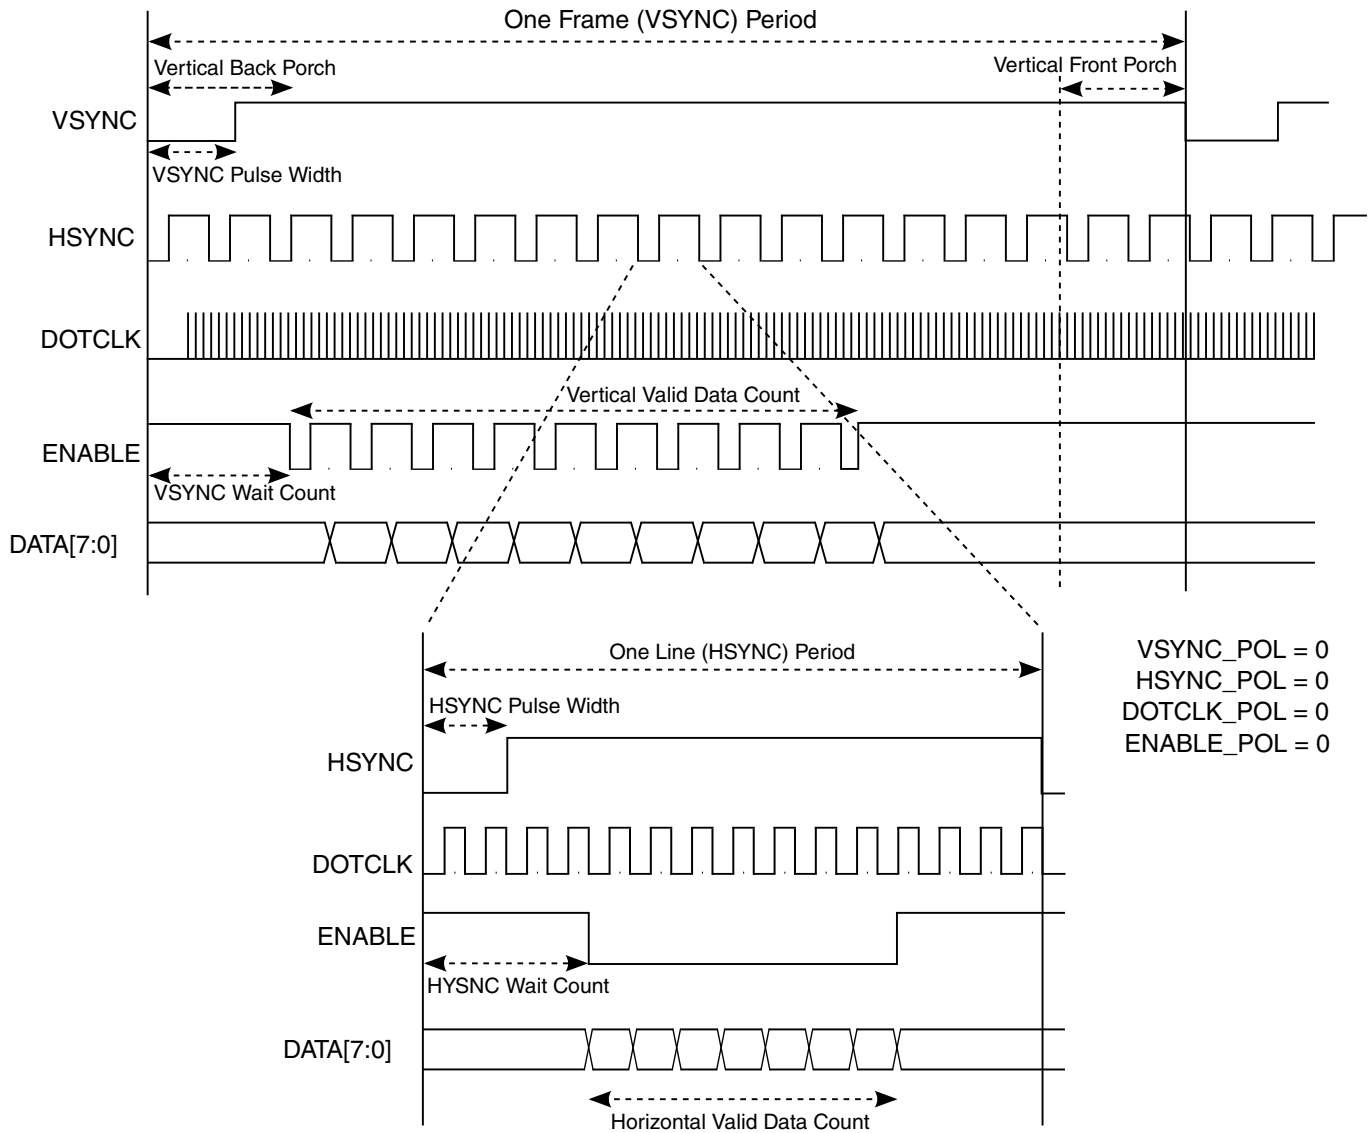 One Frame (VSYNC) Period
Vertical Back Porch
Vertical Front Porch
VSYNC
VSYNC Pulse Width
HSYNC
DOTCLK
Vertical Valid Data Count
ENABLE
VSYNC Wait Count
DATA[7:0]
One Line (HSYNC) Period
VSYNC_POL = 0
HSYNC_POL = 0
DOTCLK_POL = 0
ENABLE_POL = 0
HSYNC Pulse Width
HSYNC
DOTCLK
ENABLE
HYSNC Wait Count
DATA[7:0]
Horizontal Valid Data Count